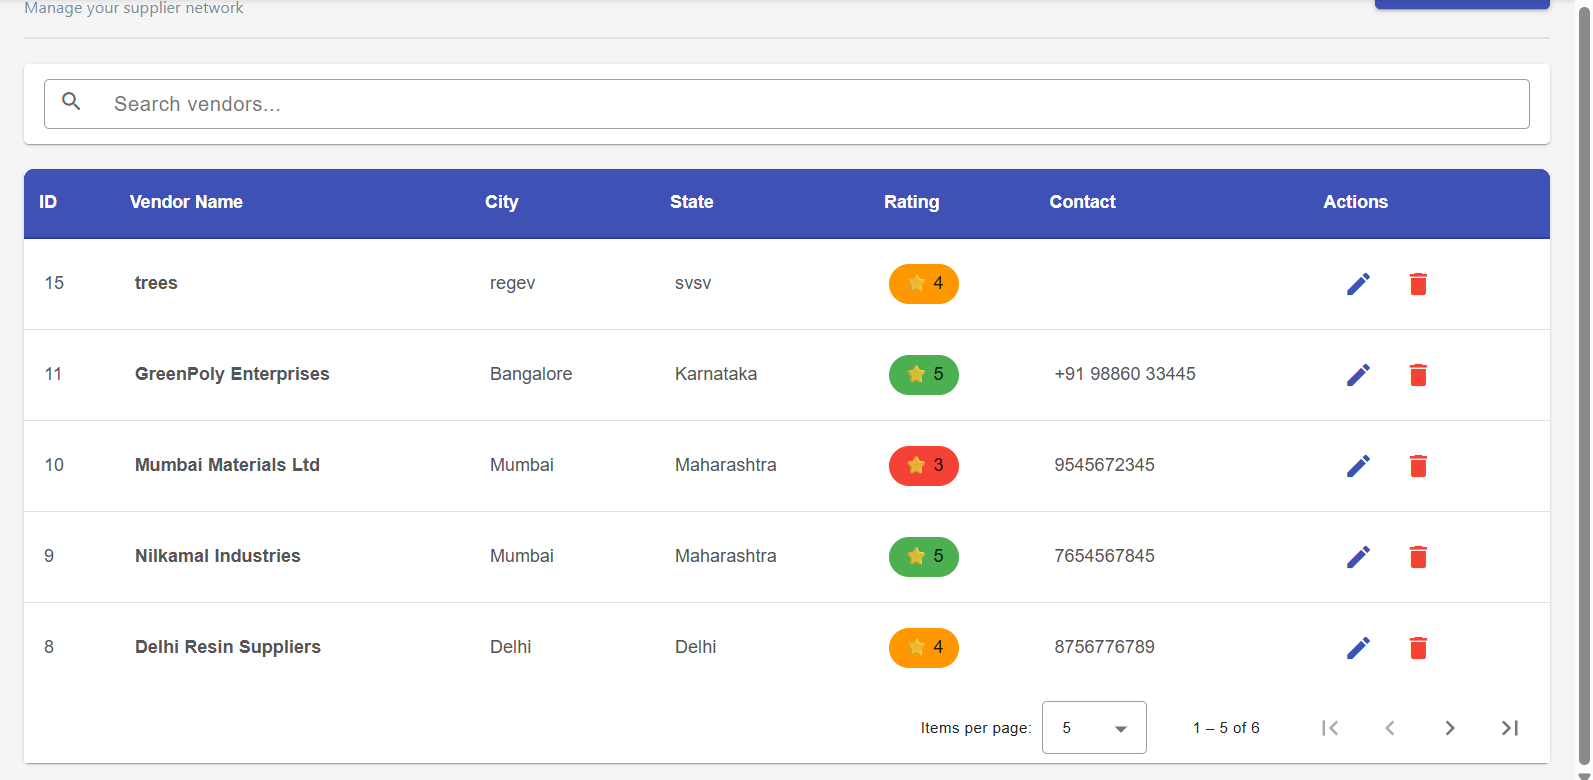 Manage your supplier network
Search vendors...
ID Vendor Name City State Rating Contact Actions
15 trees regev svsv 4
11 GreenPoly Enterprises Bangalore Karnataka 5 +91 98860 33445
10 Mumbai Materials Ltd Mumbai Maharashtra 3 9545672345
9 Nilkamal Industries Mumbai Maharashtra 5 7654567845
8 Delhi Resin Suppliers Delhi Delhi 4 8756776789
Items per page: 5 1 – 5 of 6